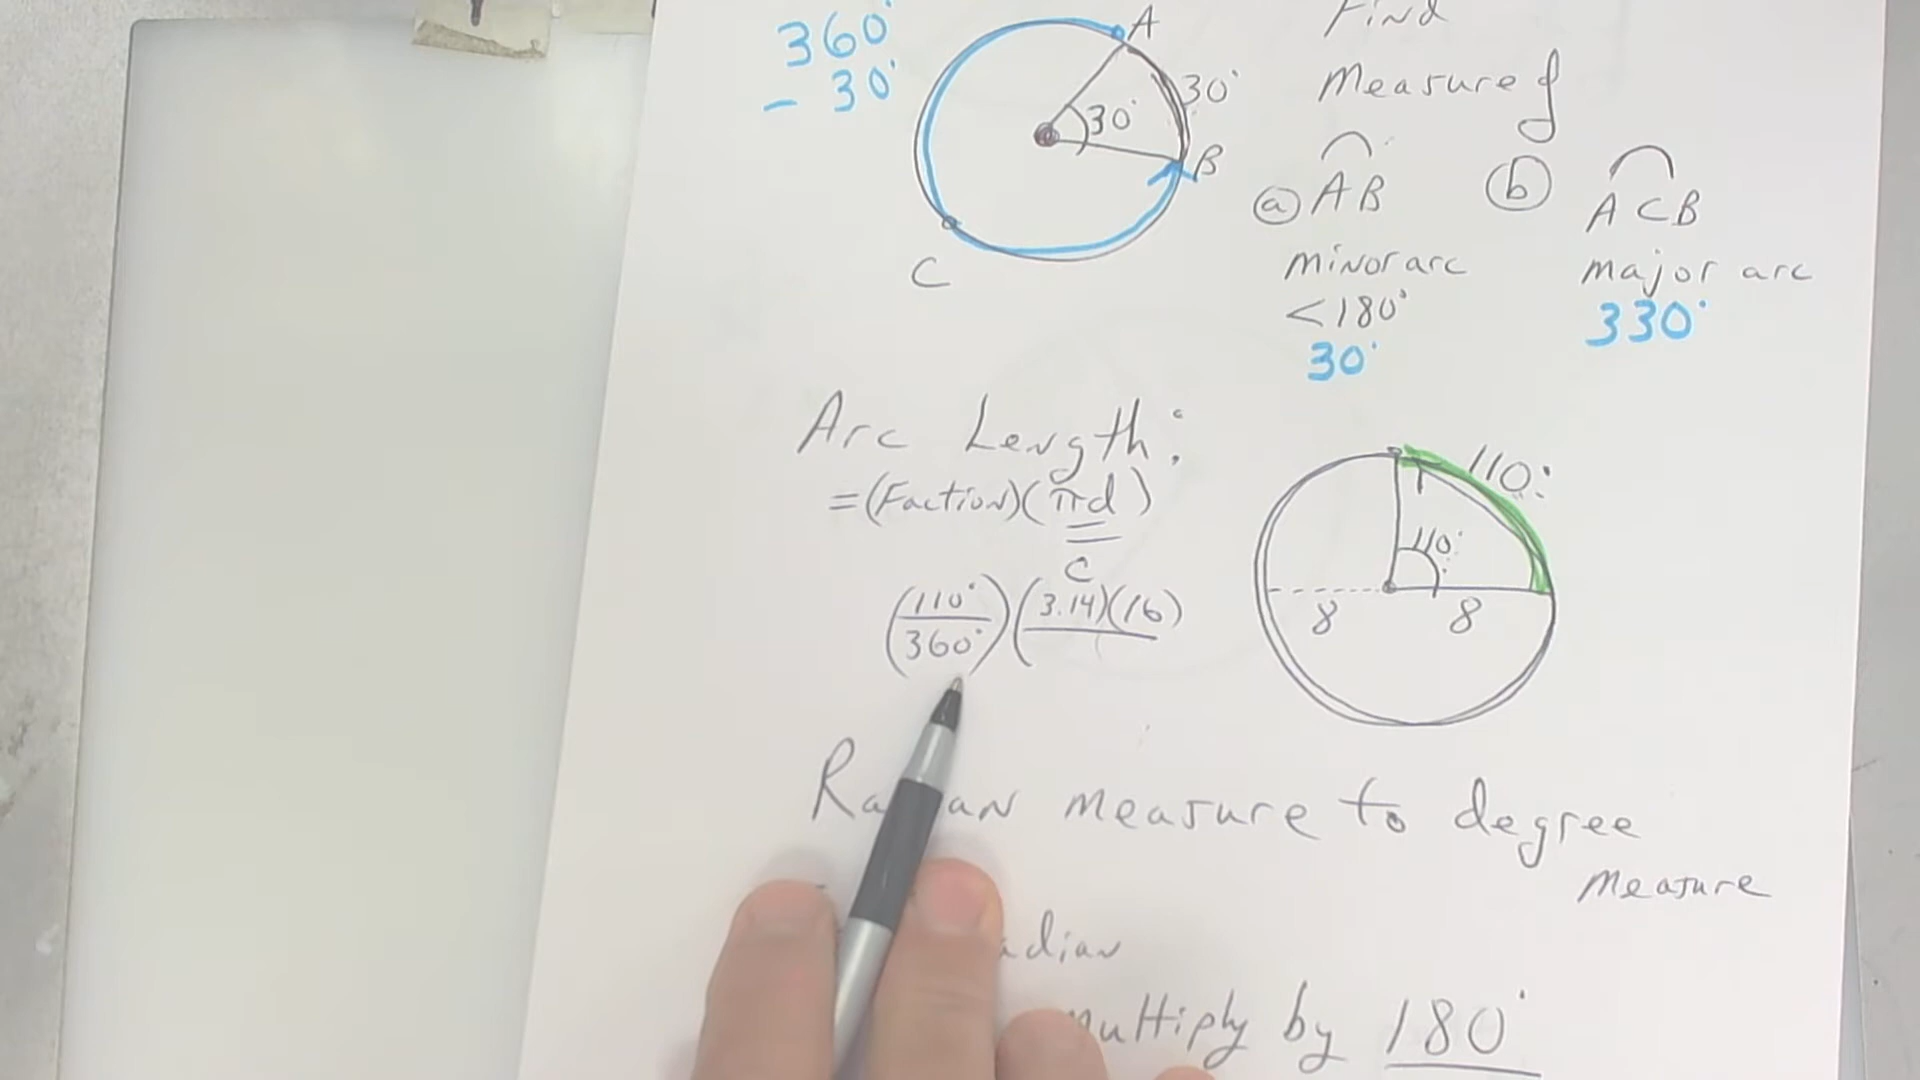 360°
- 30°
A
30°
30°
B
C
Find
Measure of
(a) AB
(b) ACB
minor arc
<180°
30°
major arc
330°
Arc Length:
=(Faction)(πd)
C
(110°/360°)(3.14)(16)
110°
110°
8
8
Radian measure to degree
measure
multiply by 180°